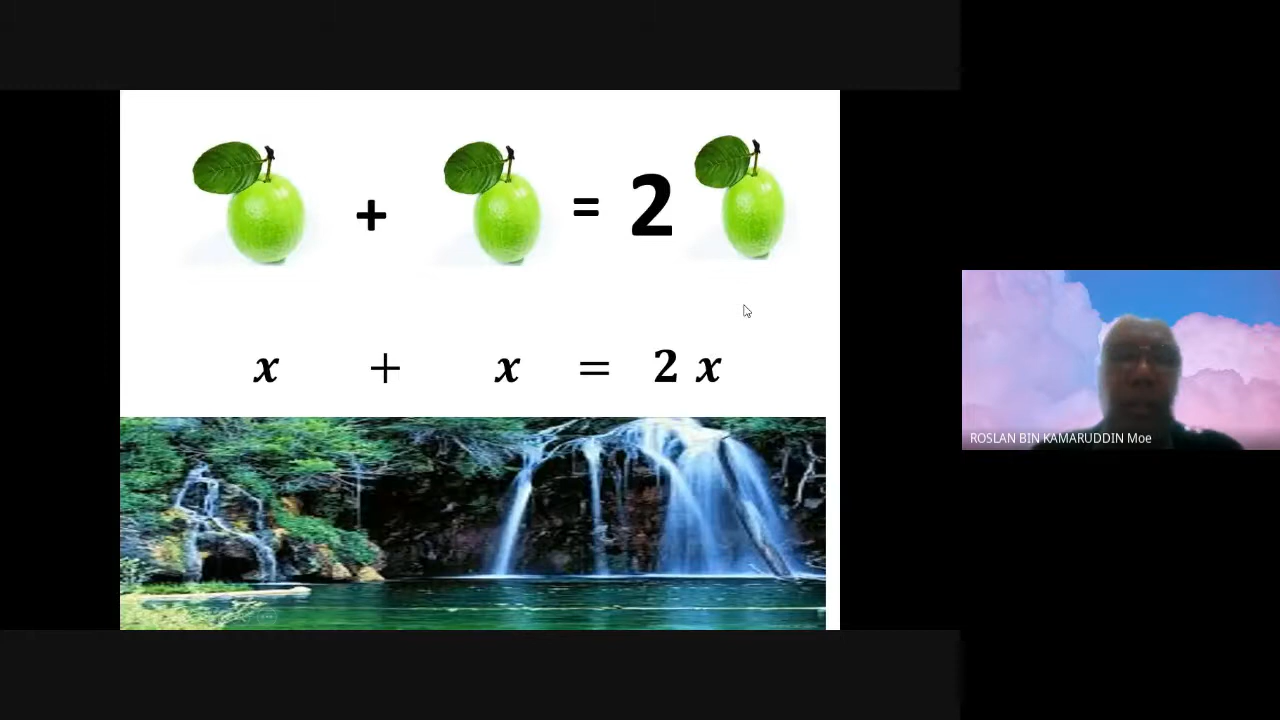 + = 2
x + x = 2 x
ROSLAN BIN KAMARUDDIN Moe